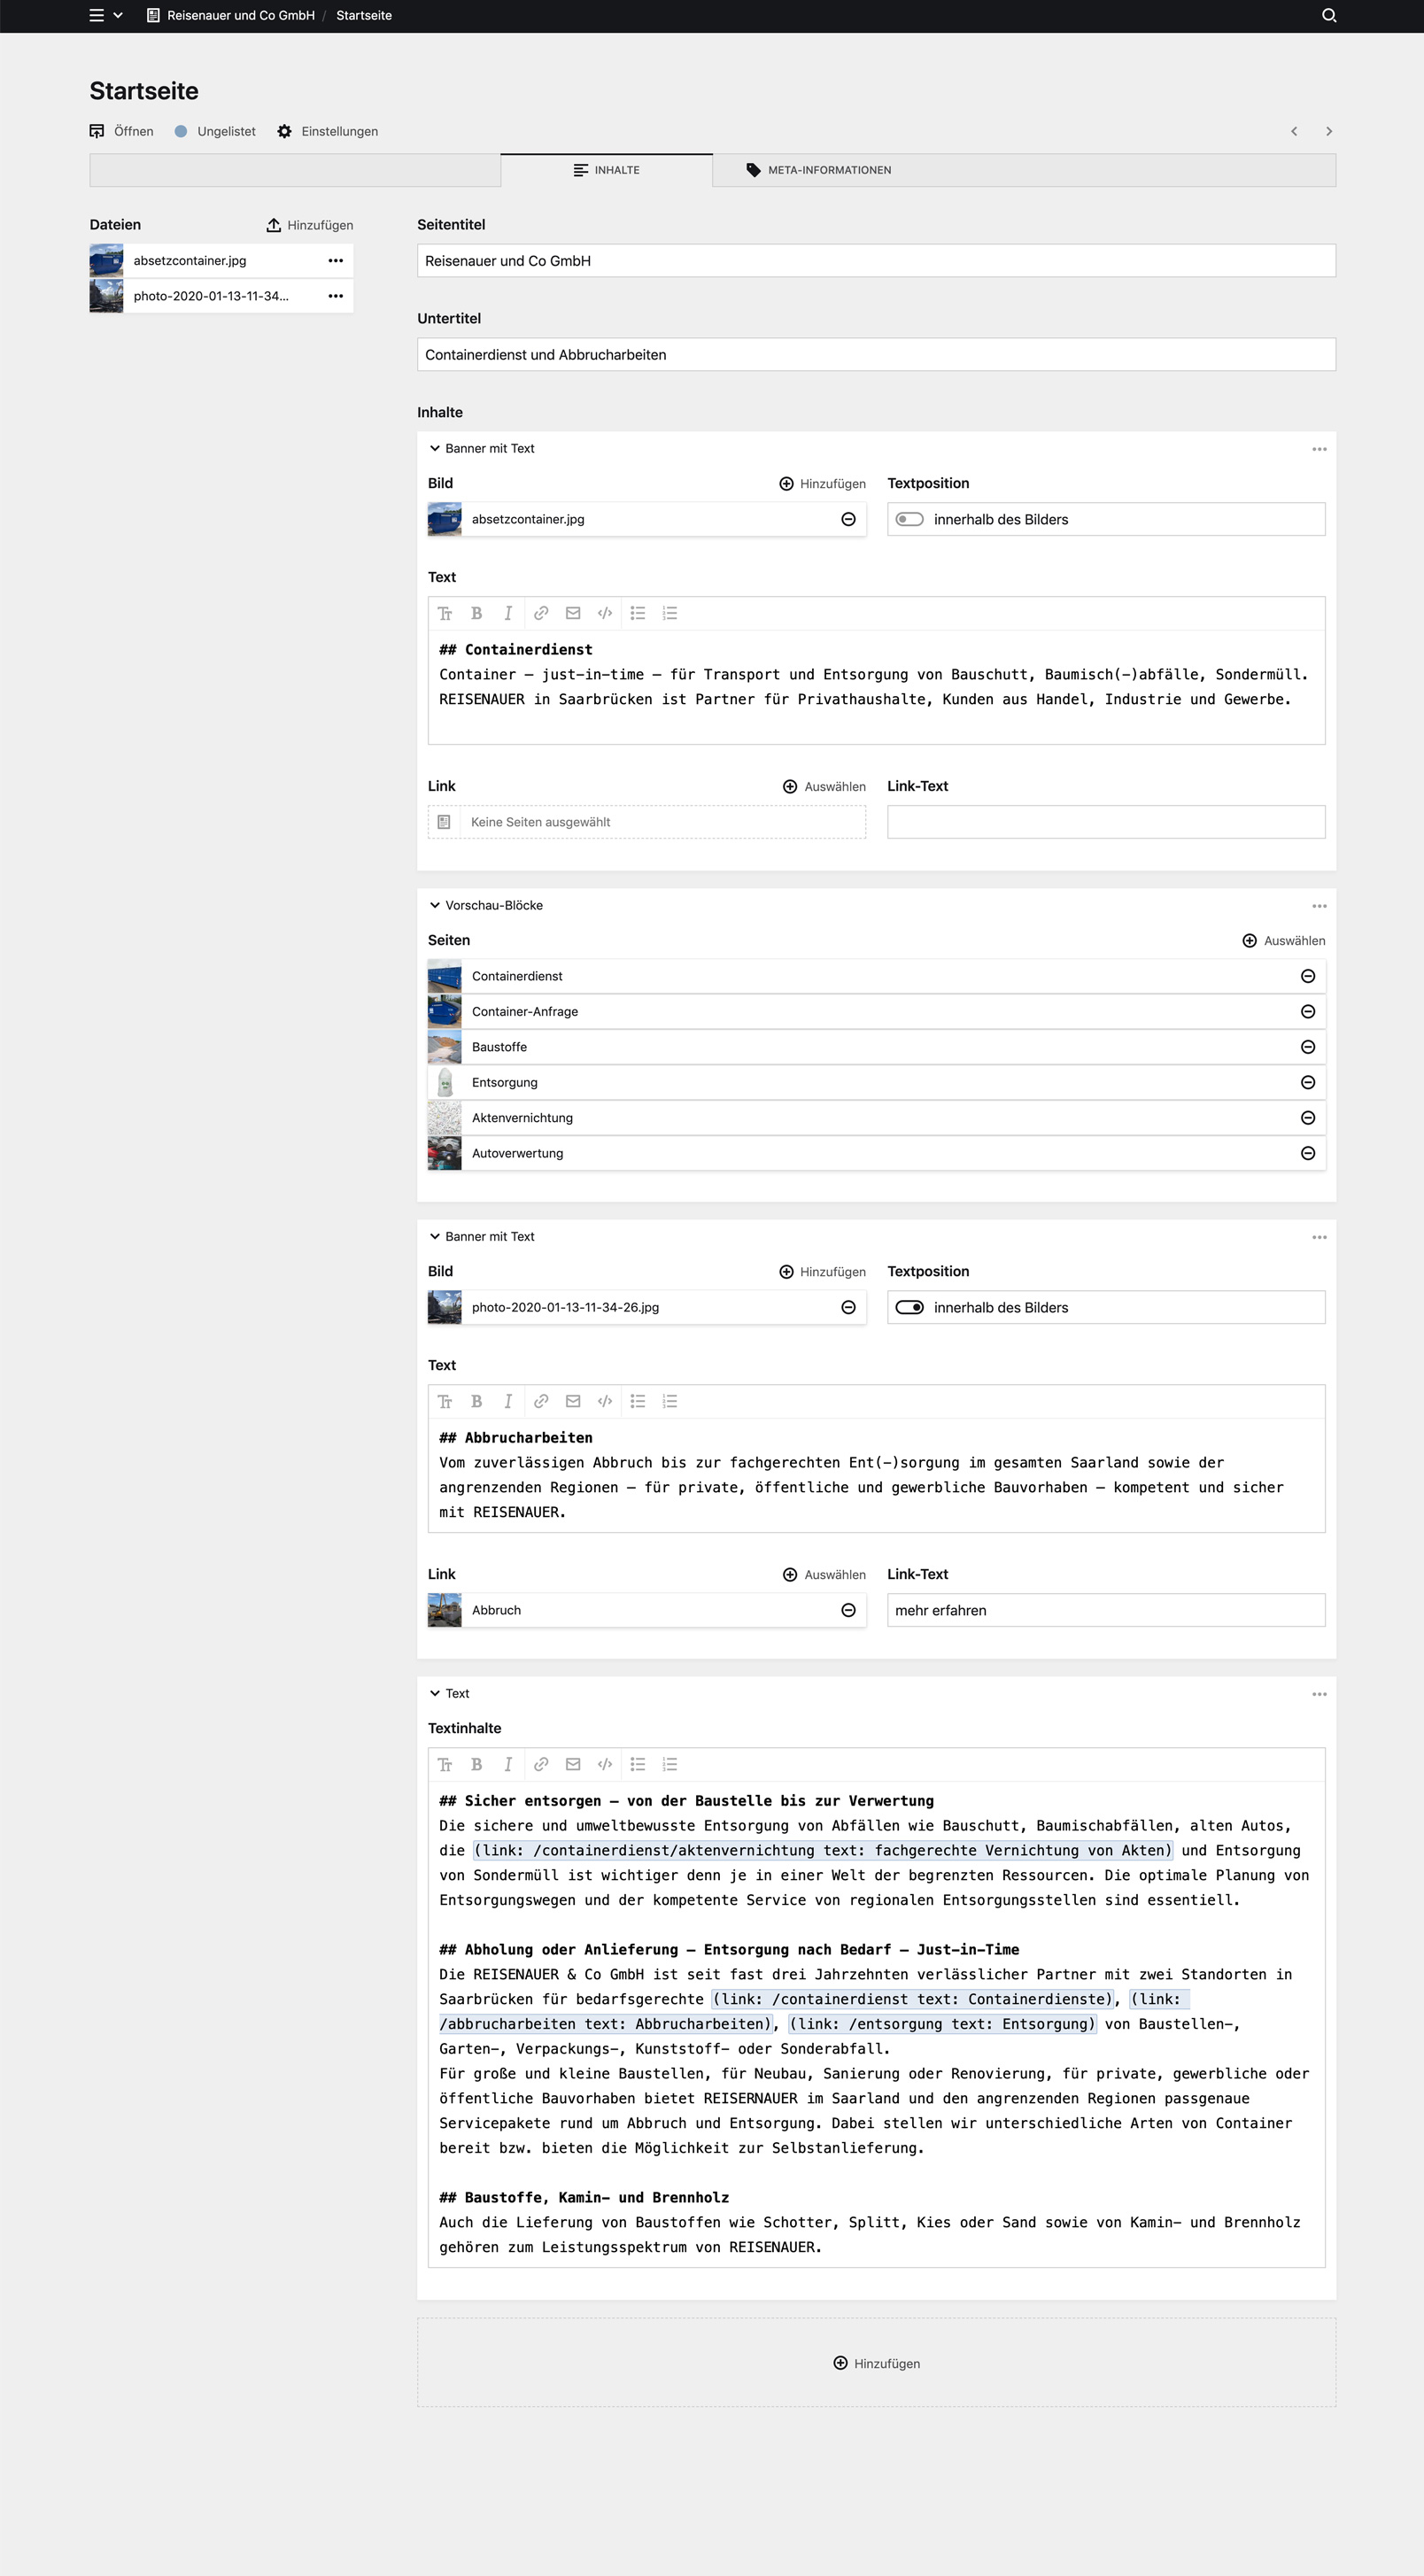 Reisenauer und Co GmbH / Startseite
Startseite
Öffnen Ungelistet Einstellungen
INHALTE META-INFORMATIONEN
Dateien Hinzufügen
absetzcontainer.jpg
photo-2020-01-13-11-34...
Seitentitel
Reisenauer und Co GmbH
Untertitel
Containerdienst und Abbrucharbeiten
Inhalte
Banner mit Text
Bild Hinzufügen Textposition
absetzcontainer.jpg innerhalb des Bilders
Text
## Containerdienst
Container – just-in-time – für Transport und Entsorgung von Bauschutt, Baumisch(-)abfälle, Sondermüll.
REISENAUER in Saarbrücken ist Partner für Privathaushalte, Kunden aus Handel, Industrie und Gewerbe.
Link Auswählen Link-Text
Keine Seiten ausgewählt
Vorschau-Blöcke
Seiten Auswählen
Containerdienst
Container-Anfrage
Baustoffe
Entsorgung
Aktenvernichtung
Autoverwertung
Banner mit Text
Bild Hinzufügen Textposition
photo-2020-01-13-11-34-26.jpg innerhalb des Bilders
Text
## Abbrucharbeiten
Vom zuverlässigen Abbruch bis zur fachgerechten Ent(-)sorgung im gesamten Saarland sowie der
angrenzenden Regionen – für private, öffentliche und gewerbliche Bauvorhaben – kompetent und sicher
mit REISENAUER.
Link Auswählen Link-Text
Abbruch mehr erfahren
Text
Textinhalte
## Sicher entsorgen – von der Baustelle bis zur Verwertung
Die sichere und umweltbewusste Entsorgung von Abfällen wie Bauschutt, Baumischabfällen, alten Autos,
die (link: /containerdienst/aktenvernichtung text: fachgerechte Vernichtung von Akten) und Entsorgung
von Sondermüll ist wichtiger denn je in einer Welt der begrenzten Ressourcen. Die optimale Planung von
Entsorgungswegen und der kompetente Service von regionalen Entsorgungsstellen sind essentiell.
## Abholung oder Anlieferung – Entsorgung nach Bedarf – Just-in-Time
Die REISENAUER & Co GmbH ist seit fast drei Jahrzehnten verlässlicher Partner mit zwei Standorten in
Saarbrücken für bedarfsgerechte (link: /containerdienst text: Containerdienste), (link:
/abbrucharbeiten text: Abbrucharbeiten), (link: /entsorgung text: Entsorgung) von Baustellen-,
Garten-, Verpackungs-, Kunststoff- oder Sonderabfall.
Für große und kleine Baustellen, für Neubau, Sanierung oder Renovierung, für private, gewerbliche oder
öffentliche Bauvorhaben bietet REISERNAUER im Saarland und den angrenzenden Regionen passgenaue
Servicepakete rund um Abbruch und Entsorgung. Dabei stellen wir unterschiedliche Arten von Container
bereit bzw. bieten die Möglichkeit zur Selbstanlieferung.
## Baustoffe, Kamin- und Brennholz
Auch die Lieferung von Baustoffen wie Schotter, Splitt, Kies oder Sand sowie von Kamin- und Brennholz
gehören zum Leistungsspektrum von REISENAUER.
Hinzufügen